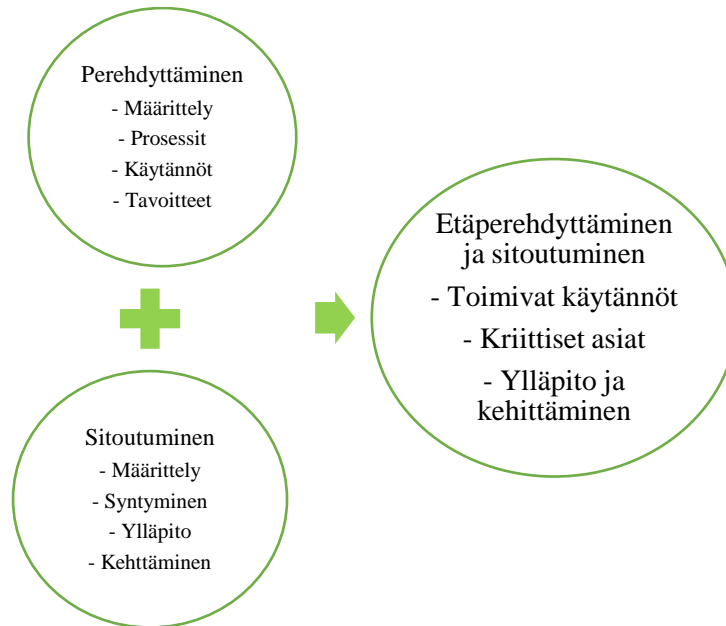 Perehdyttäminen
- Määrittely
- Prosessit
- Käytännöt
- Tavoitteet
Sitoutuminen
- Määrittely
- Syntyminen
- Ylläpito
- Kehttäminen
Etäperehdyttäminen
ja sitoutuminen
- Toimivat käytännöt
- Kriittiset asiat
- Ylläpito ja
kehittäminen